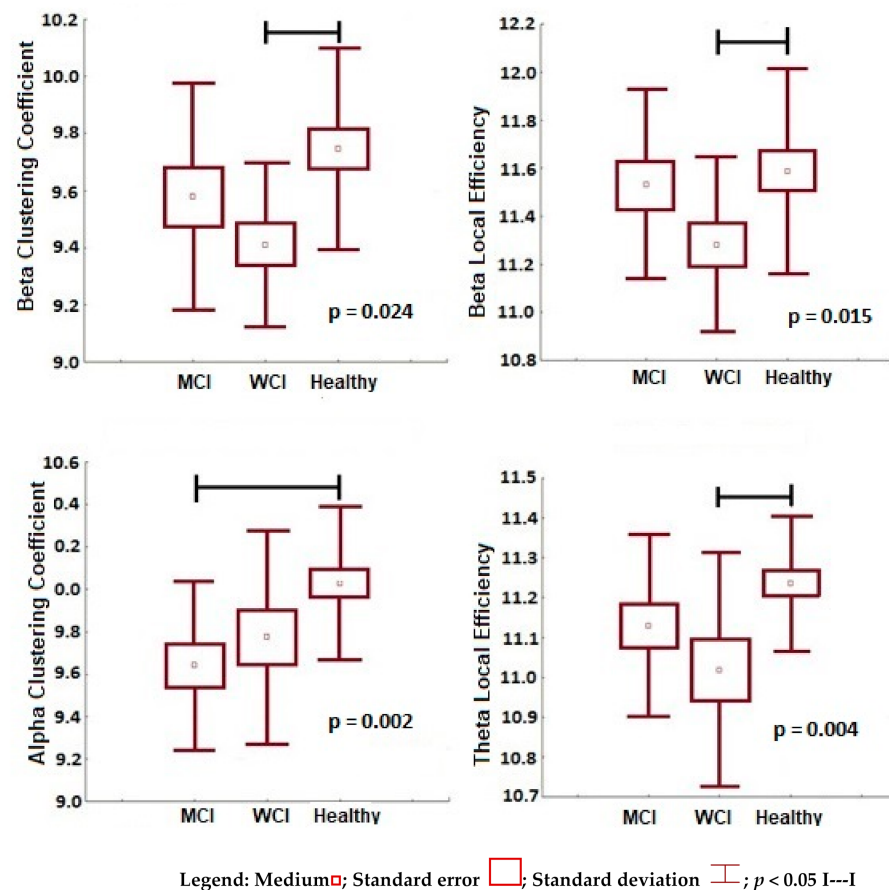 10.2
10.0
9.8
9.6
9.4
9.2
9.0
Beta Clustering Coefficient
p = 0.024
MCI WCI Healthy
12.2
12.0
11.8
11.6
11.4
11.2
11.0
10.8
Beta Local Efficiency
p = 0.015
MCI WCI Healthy
10.6
0.4
0.2
0.0
9.8
9.6
9.4
9.2
9.0
Alpha Clustering Coefficient
p = 0.002
MCI WCI Healthy
11.5
11.4
11.3
11.2
11.1
11.0
10.9
10.8
10.7
Theta Local Efficiency
p = 0.004
MCI WCI Healthy
Legend: Medium ; Standard error ; Standard deviation ; p < 0.05 I---I